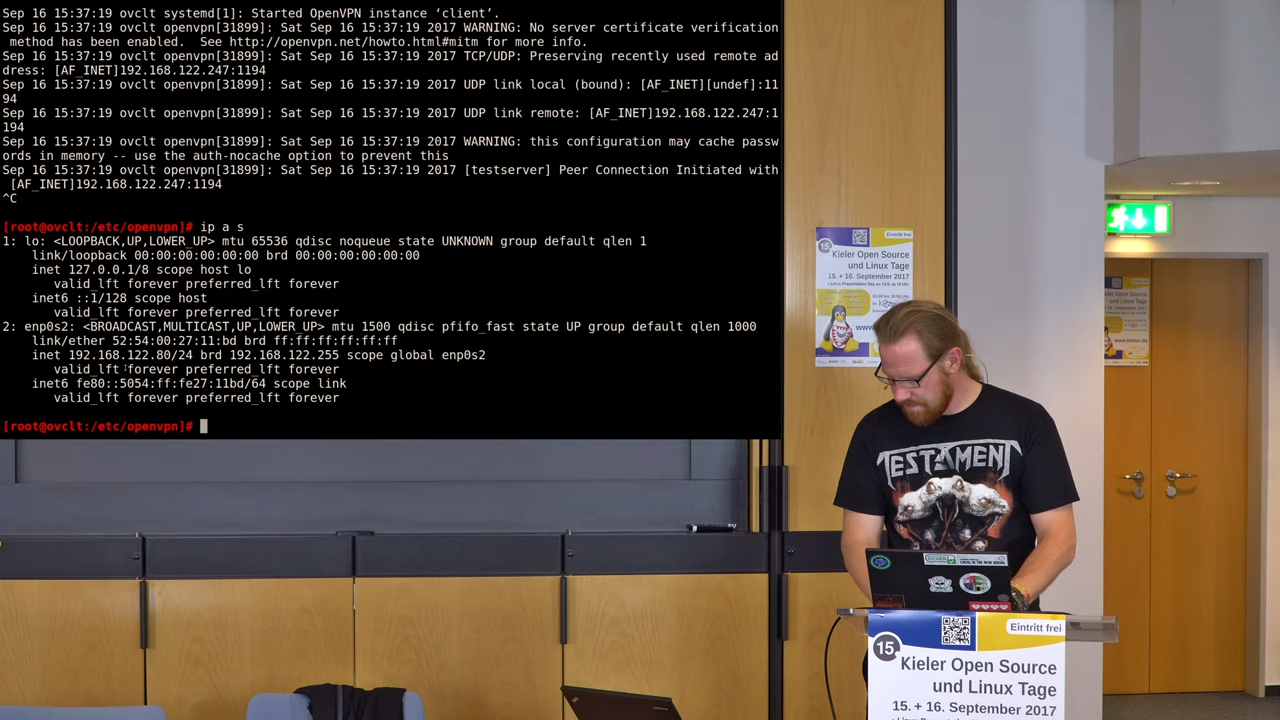 Sep 16 15:37:19 ovclt systemd[1]: Started OpenVPN instance ‘client’.
Sep 16 15:37:19 ovclt openvpn[31899]: Sat Sep 16 15:37:19 2017 WARNING: No server certificate verification
method has been enabled.  See http://openvpn.net/howto.html#mitm for more info.
Sep 16 15:37:19 ovclt openvpn[31899]: Sat Sep 16 15:37:19 2017 TCP/UDP: Preserving recently used remote ad
dress: [AF_INET]192.168.122.247:1194
Sep 16 15:37:19 ovclt openvpn[31899]: Sat Sep 16 15:37:19 2017 UDP link local (bound): [AF_INET][undef]:11
94
Sep 16 15:37:19 ovclt openvpn[31899]: Sat Sep 16 15:37:19 2017 UDP link remote: [AF_INET]192.168.122.247:1
194
Sep 16 15:37:19 ovclt openvpn[31899]: Sat Sep 16 15:37:19 2017 WARNING: this configuration may cache passw
ords in memory -- use the auth-nocache option to prevent this
Sep 16 15:37:19 ovclt openvpn[31899]: Sat Sep 16 15:37:19 2017 [testserver] Peer Connection Initiated with
[AF_INET]192.168.122.247:1194
^C
[root@ovclt:/etc/openvpn]# ip a s
1: lo: <LOOPBACK,UP,LOWER_UP> mtu 65536 qdisc noqueue state UNKNOWN group default qlen 1
link/loopback 00:00:00:00:00:00 brd 00:00:00:00:00:00
inet 127.0.0.1/8 scope host lo
valid_lft forever preferred_lft forever
inet6 ::1/128 scope host
valid_lft forever preferred_lft forever
2: enp0s2: <BROADCAST,MULTICAST,UP,LOWER_UP> mtu 1500 qdisc pfifo_fast state UP group default qlen 1000
link/ether 52:54:00:27:11:bd brd ff:ff:ff:ff:ff:ff
inet 192.168.122.80/24 brd 192.168.122.255 scope global enp0s2
valid_lft forever preferred_lft forever
inet6 fe80::5054:ff:fe27:11bd/64 scope link
valid_lft forever preferred_lft forever
[root@ovclt:/etc/openvpn]#
15.
Eintritt frei
Kieler Open Source
und Linux Tage
15. + 16. September 2017
www
TESTAMENT
Eintritt frei
15.
Kieler Open Source
und Linux Tage
15. + 16. September 2017